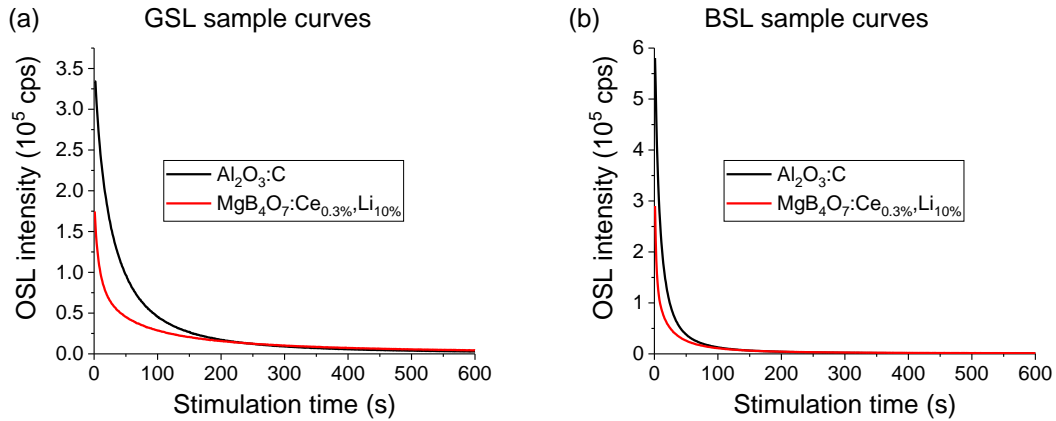 (a) GSL sample curves
OSL intensity (10⁵ cps)
3.5
3.0
2.5
2.0
1.5
1.0
0.5
0.0
Al₂O₃:C
MgB₄O₇:Ce₀.₃%,Li₁₀%
0 100 200 300 400 500 600
Stimulation time (s)
(b) BSL sample curves
OSL intensity (10⁵ cps)
6
5
4
3
2
1
0
Al₂O₃:C
MgB₄O₇:Ce₀.₃%,Li₁₀%
0 100 200 300 400 500 600
Stimulation time (s)